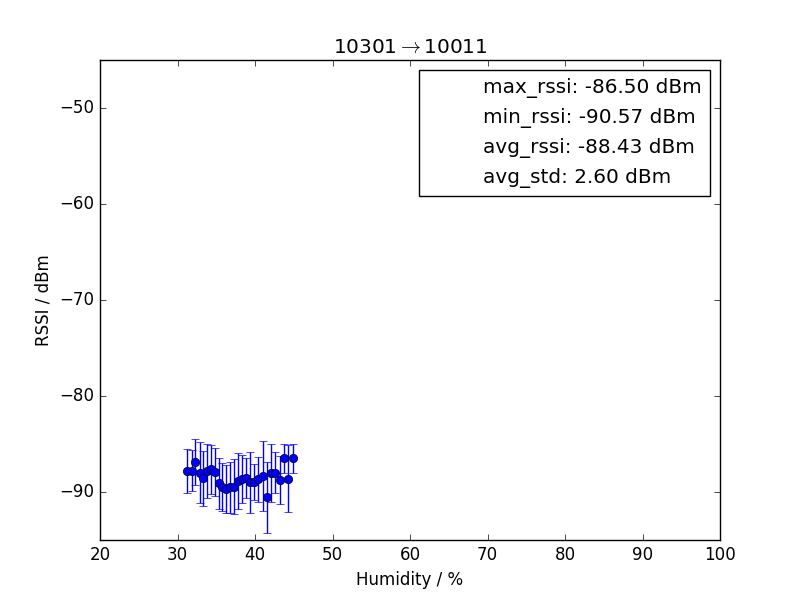 10301→10011
max_rssi: -86.50 dBm
min_rssi: -90.57 dBm
avg_rssi: -88.43 dBm
avg_std: 2.60 dBm
RSSI / dBm
−50
−60
−70
−80
−90
20 30 40 50 60 70 80 90 100
Humidity / %